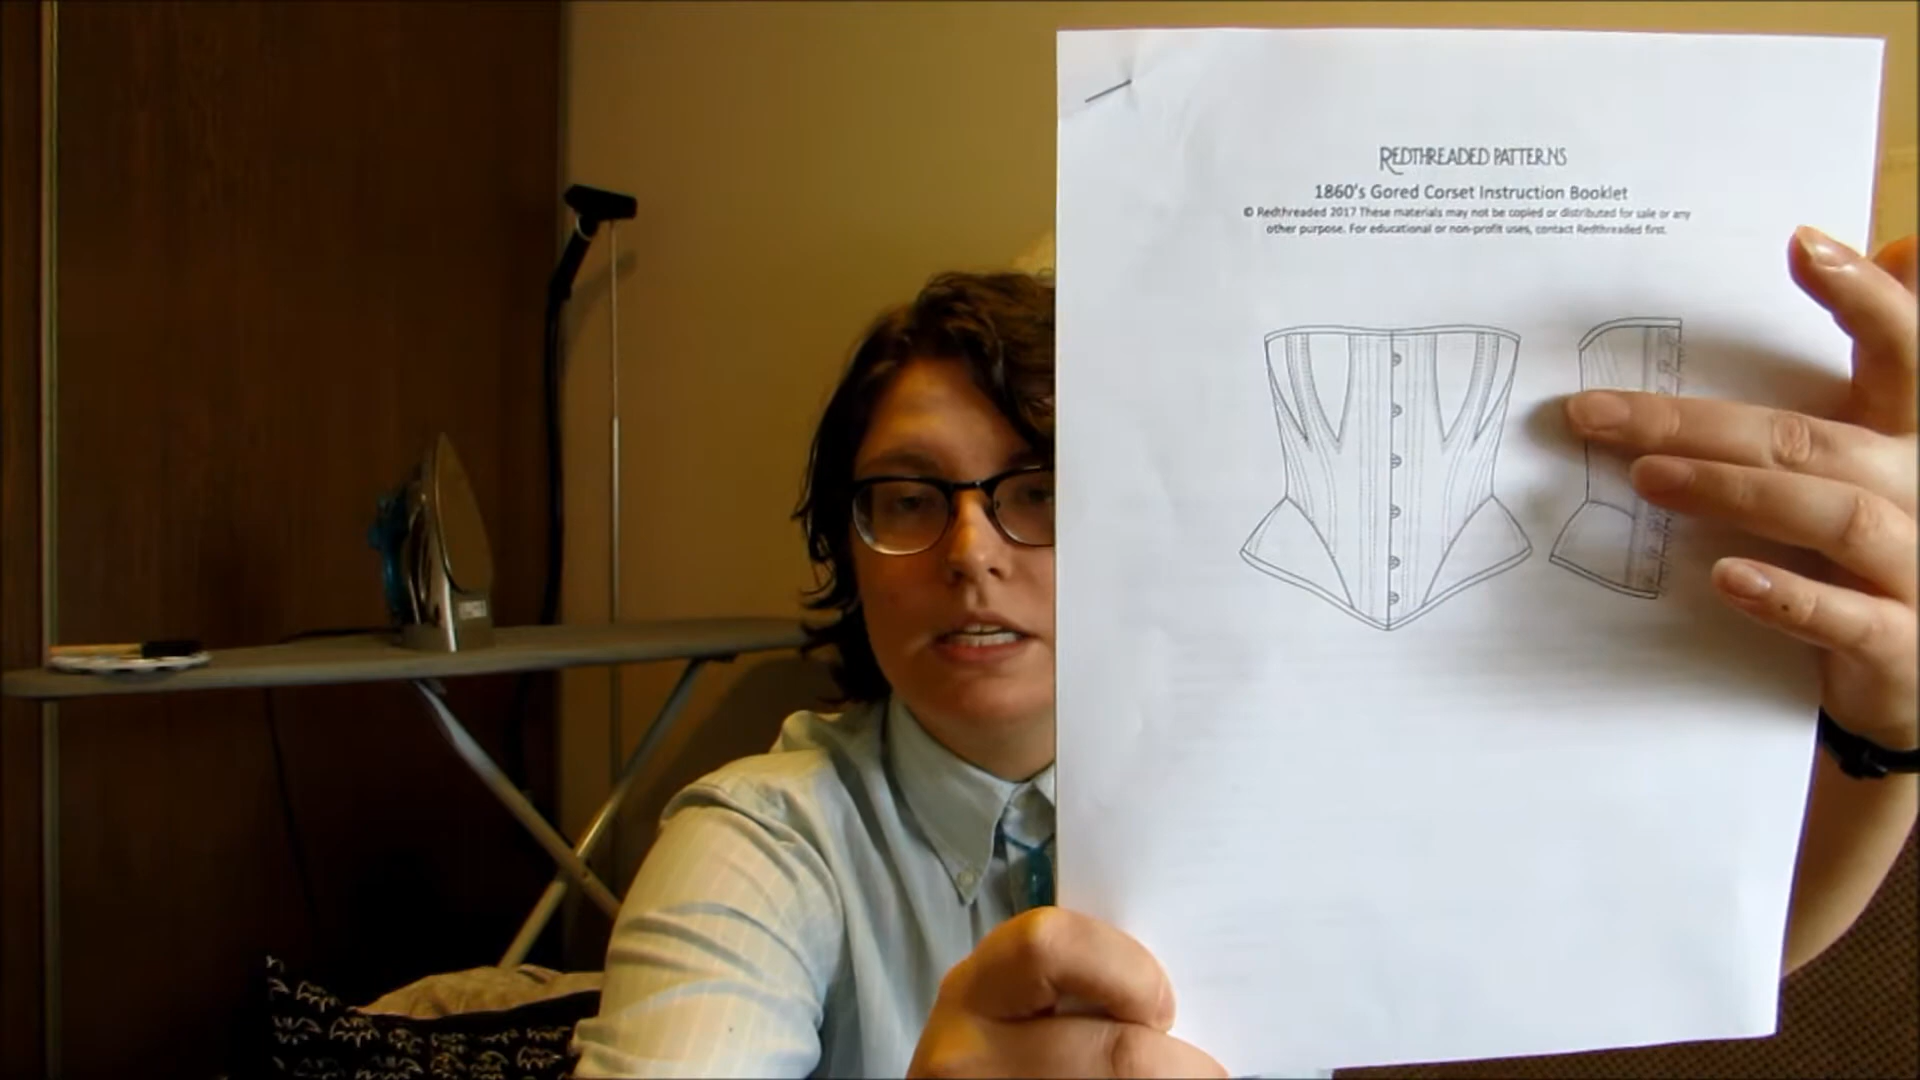 REDTHREADED PATTERNS
1860's Gored Corset Instruction Booklet
© Redthreaded 2017 These materials may not be copied or distributed for sale or any
other purpose. For educational or non-profit uses, contact Redthreaded first.